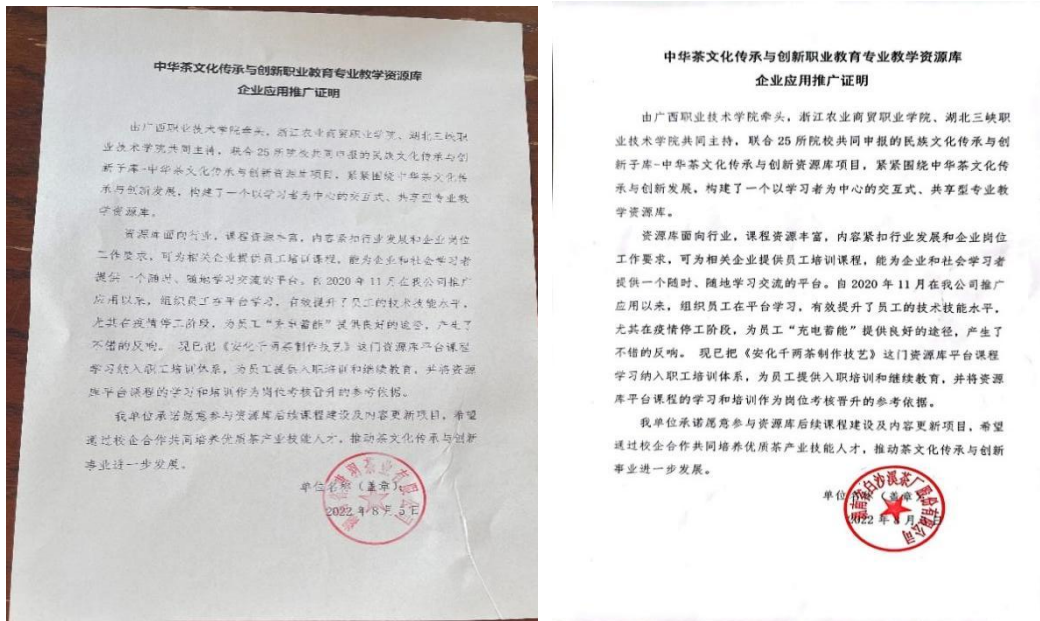 中华茶文化传承与创新职业教育专业教学资源库
企业应用推广证明
由广西职业技术学院牵头，浙江农业商贸职业学院、湖北三峡职
业技术学院共同主持，联合 25 所院校共同申报的民族文化传承与创
新子库-中华茶文化传承与创新资源库项目，紧紧围绕中华茶文化传
承与创新发展，构建了一个以学习者为中心的交互式、共享型专业教
学资源库。
资源库面向行业，课程资源丰富，内容紧扣行业发展和企业岗位
工作要求，可为相关企业提供员工培训课程，能为企业和社会学习者
提供一个随时、随地学习交流的平台。自 2020 年 11 月在我公司推广
应用以来，组织员工在平台学习，有效提升了员工的技术技能水平，
尤其在疫情停工阶段，为员工“充电蓄能”提供良好的途径，产生了
不错的反响。 现已把《安化千两茶制作技艺》这门资源库平台课程
学习纳入职工培训体系，为员工提供入职培训和继续教育，并将资源
库平台课程的学习和培训作为岗位考核晋升的参考依据。
我单位承诺愿意参与资源库后续课程建设及内容更新项目，希望
通过校企合作共同培养优质茶产业技能人才，推动茶文化传承与创新
事业进一步发展。
单位名称（盖章）
2022 年 8 月 5 日
茶业有限公司
中华茶文化传承与创新职业教育专业教学资源库
企业应用推广证明
由广西职业技术学院牵头，浙江农业商贸职业学院、湖北三峡职
业技术学院共同主持，联合 25 所院校共同申报的民族文化传承与创
新子库-中华茶文化传承与创新资源库项目，紧紧围绕中华茶文化传
承与创新发展，构建了一个以学习者为中心的交互式、共享型专业教
学资源库。
资源库面向行业，课程资源丰富，内容紧扣行业发展和企业岗位
工作要求，可为相关企业提供员工培训课程，能为企业和社会学习者
提供一个随时、随地学习交流的平台。自 2020 年 11 月在我公司推广
应用以来，组织员工在平台学习，有效提升了员工的技术技能水平，
尤其在疫情停工阶段，为员工“充电蓄能”提供良好的途径，产生了
不错的反响。 现已把《安化千两茶制作技艺》这门资源库平台课程
学习纳入职工培训体系，为员工提供入职培训和继续教育，并将资源
库平台课程的学习和培训作为岗位考核晋升的参考依据。
我单位承诺愿意参与资源库后续课程建设及内容更新项目，希望
通过校企合作共同培养优质茶产业技能人才，推动茶文化传承与创新
事业进一步发展。
单位名称（盖章）
2022 年 8 月 日
湖南省白沙溪茶厂股份有限公司